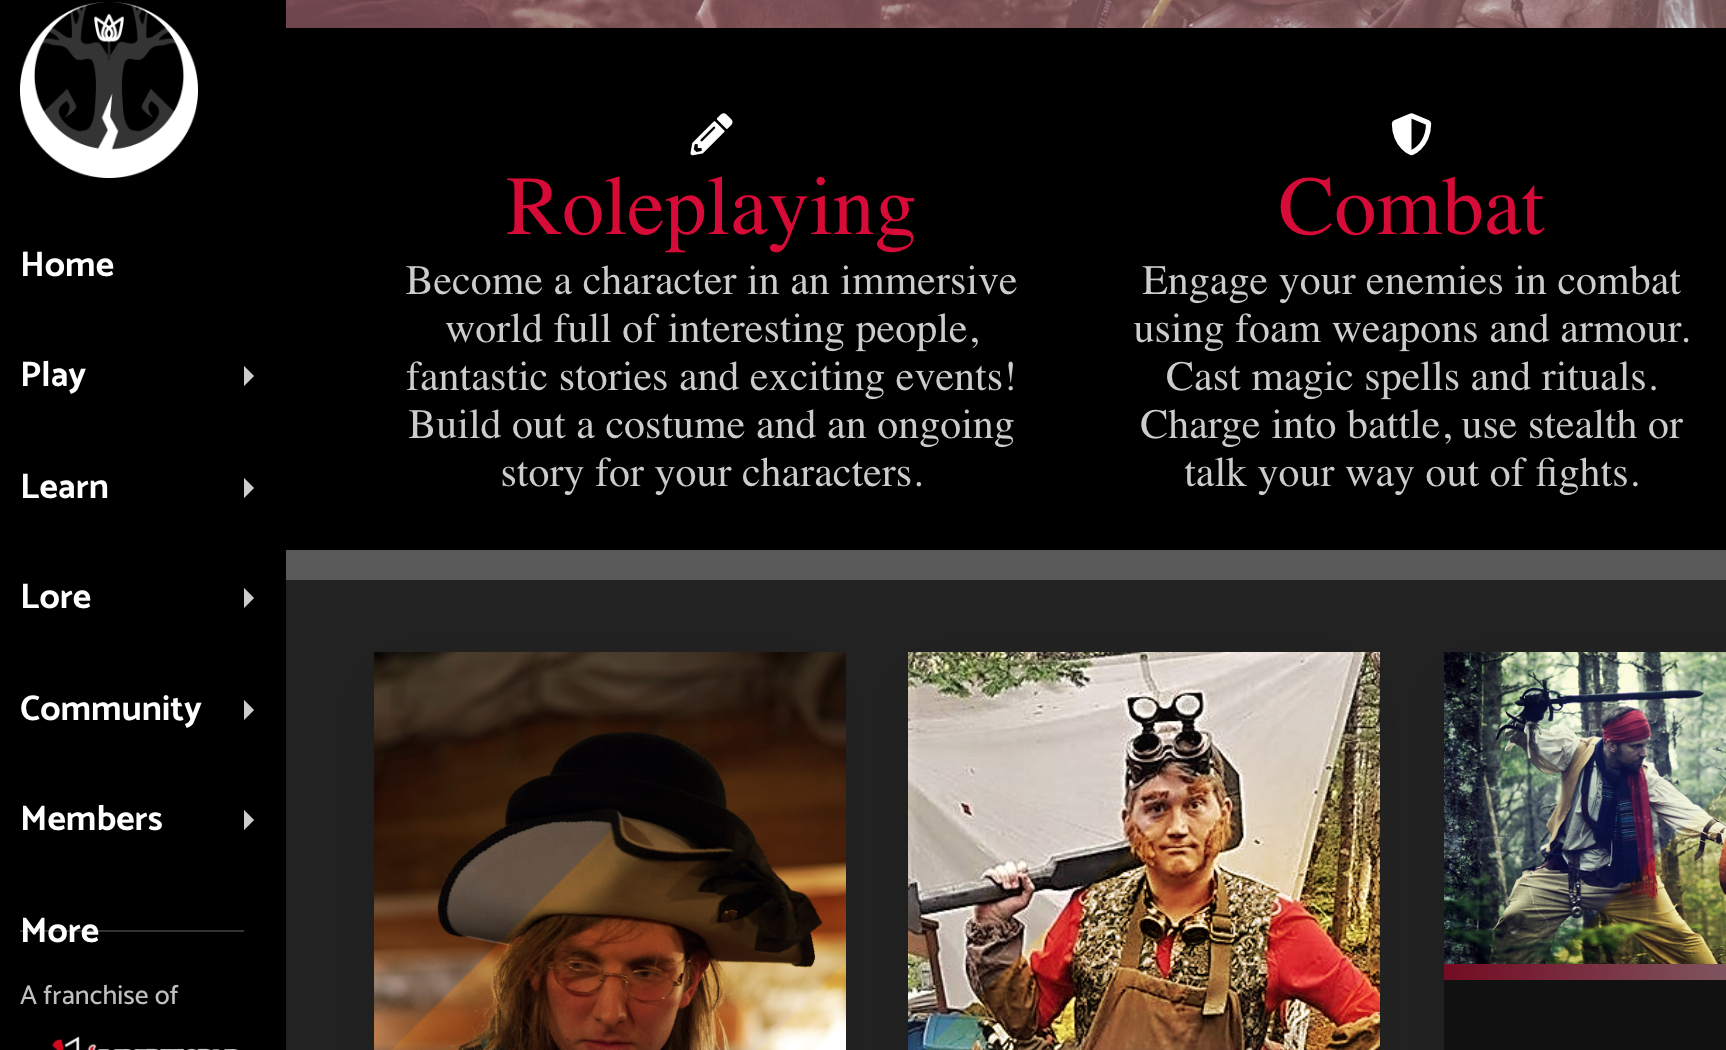 Home
Play
Learn
Lore
Community
Members
More
A franchise of
Roleplaying
Become a character in an immersive
world full of interesting people,
fantastic stories and exciting events!
Build out a costume and an ongoing
story for your characters.
Combat
Engage your enemies in combat
using foam weapons and armour.
Cast magic spells and rituals.
Charge into battle, use stealth or
talk your way out of fights.